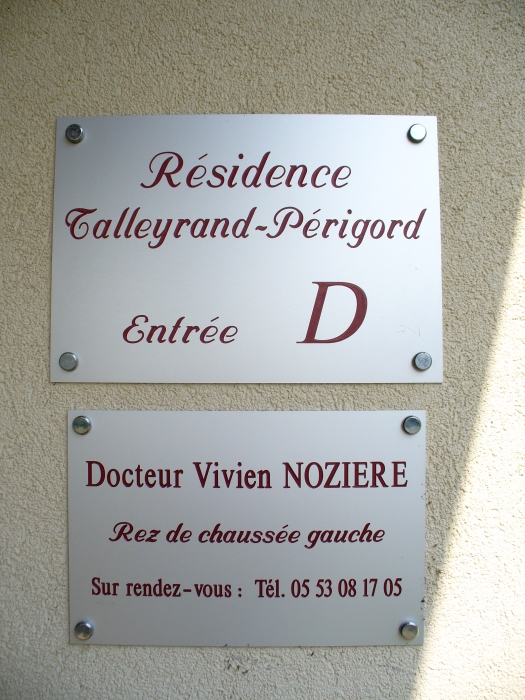 Résidence
Talleyrand-Périgord
Entrée D
Docteur Vivien NOZIERE
Rez de chaussée gauche
Sur rendez-vous : Tél. 05 53 08 17 05